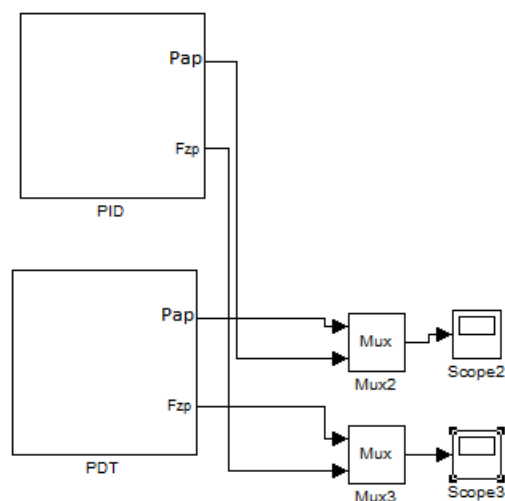 Pap
Fzp
PID
Pap
Mux
Mux2
Scope2
Fzp
Mux
Mux3
Scope3
PDT